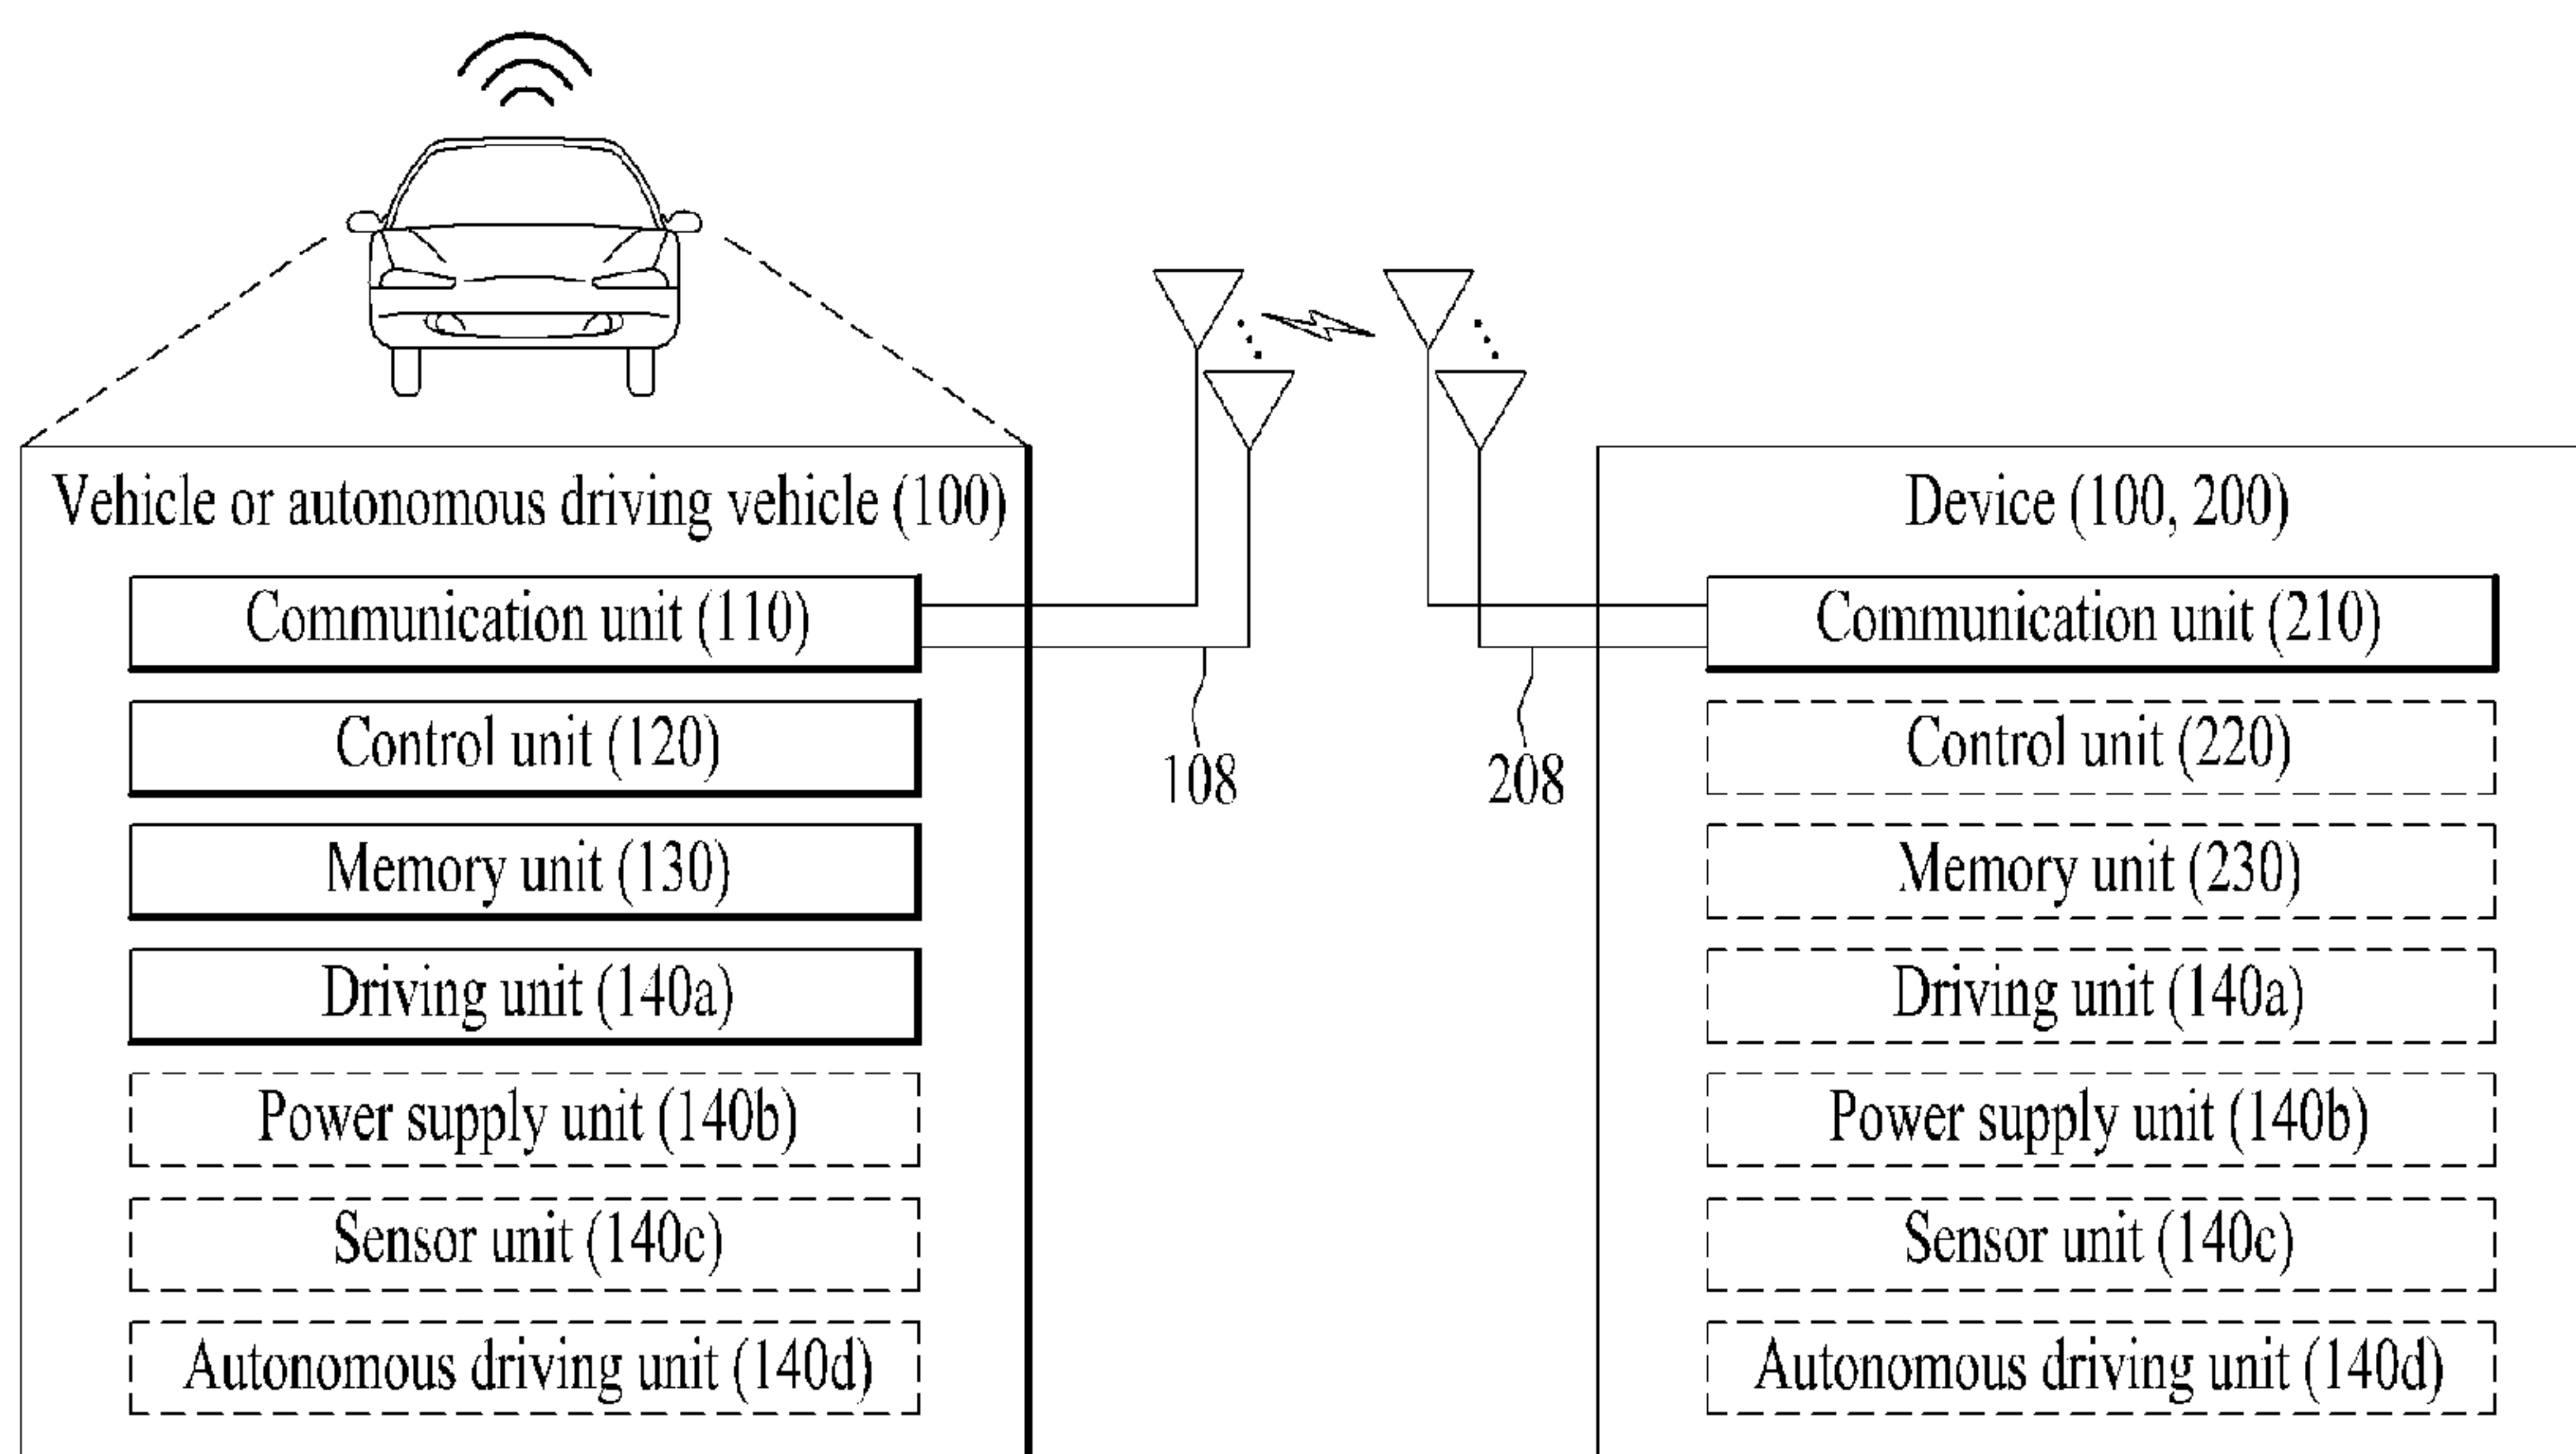 Vehicle or autonomous driving vehicle (100)
Communication unit (110)
Control unit (120)
Memory unit (130)
Driving unit (140a)
Power supply unit (140b)
Sensor unit (140c)
Autonomous driving unit (140d)
108
208
Device (100, 200)
Communication unit (210)
Control unit (220)
Memory unit (230)
Driving unit (140a)
Power supply unit (140b)
Sensor unit (140c)
Autonomous driving unit (140d)